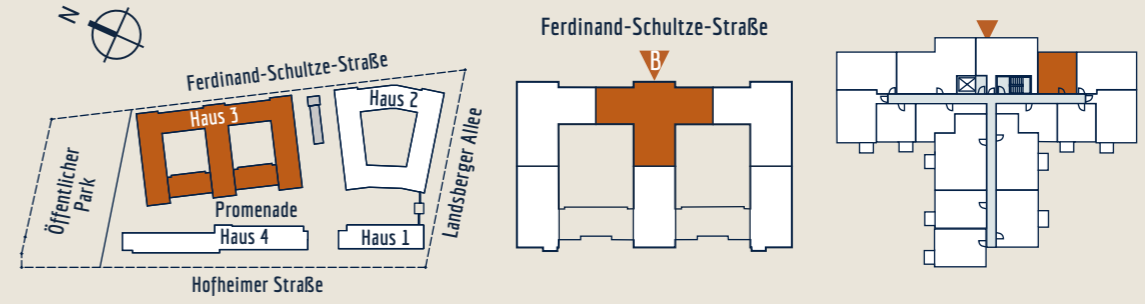 N
Ferdinand-Schultze-Straße
Haus 3
Haus 2
Öffentlicher
Park
Landsberger Allee
Promenade
Haus 4
Haus 1
Hofheimer Straße
Ferdinand-Schultze-Straße
B